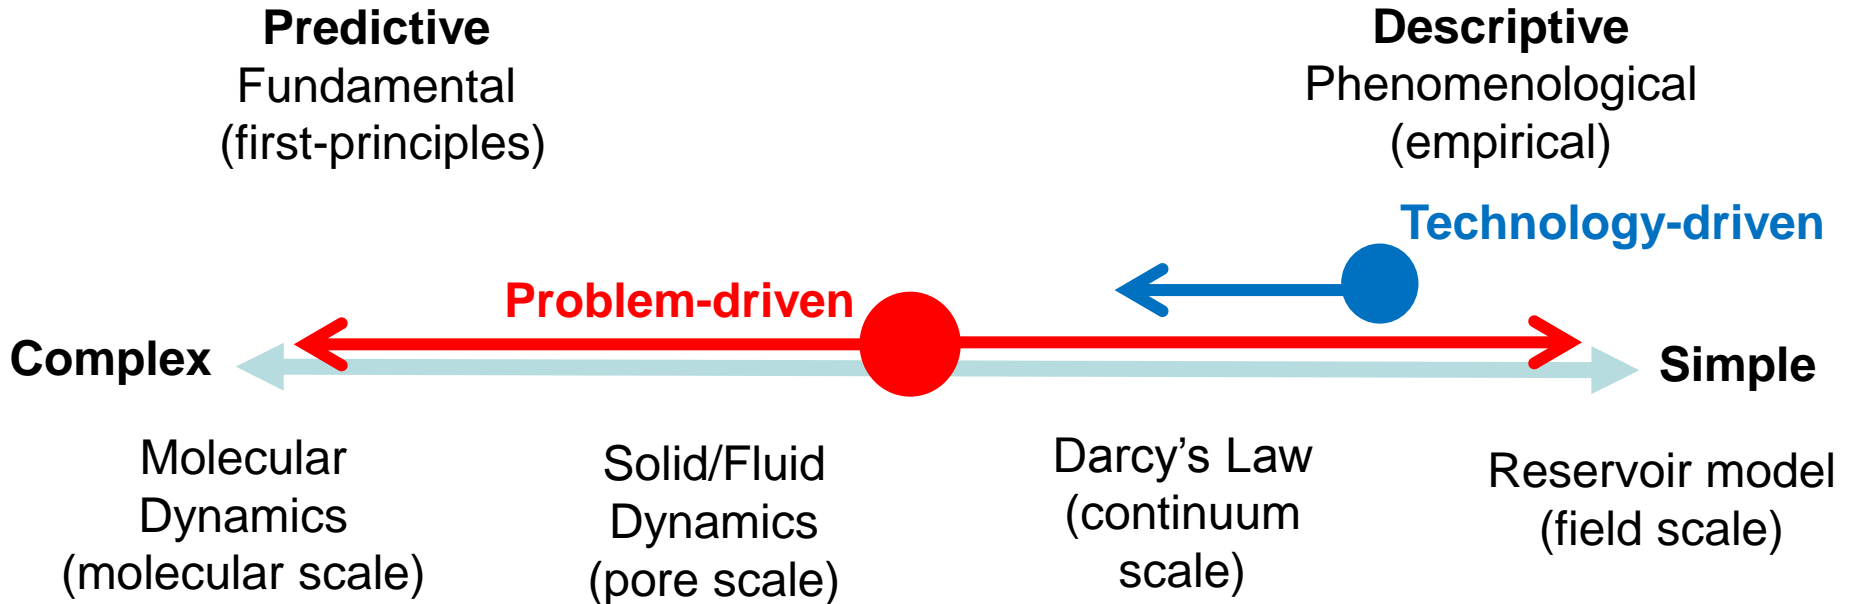 Predictive
Fundamental
(first-principles)
Descriptive
Phenomenological
(empirical)
Technology-driven
Problem-driven
Complex
Simple
Molecular
Dynamics
(molecular scale)
Solid/Fluid
Dynamics
(pore scale)
Darcy’s Law
(continuum
scale)
Reservoir model
(field scale)